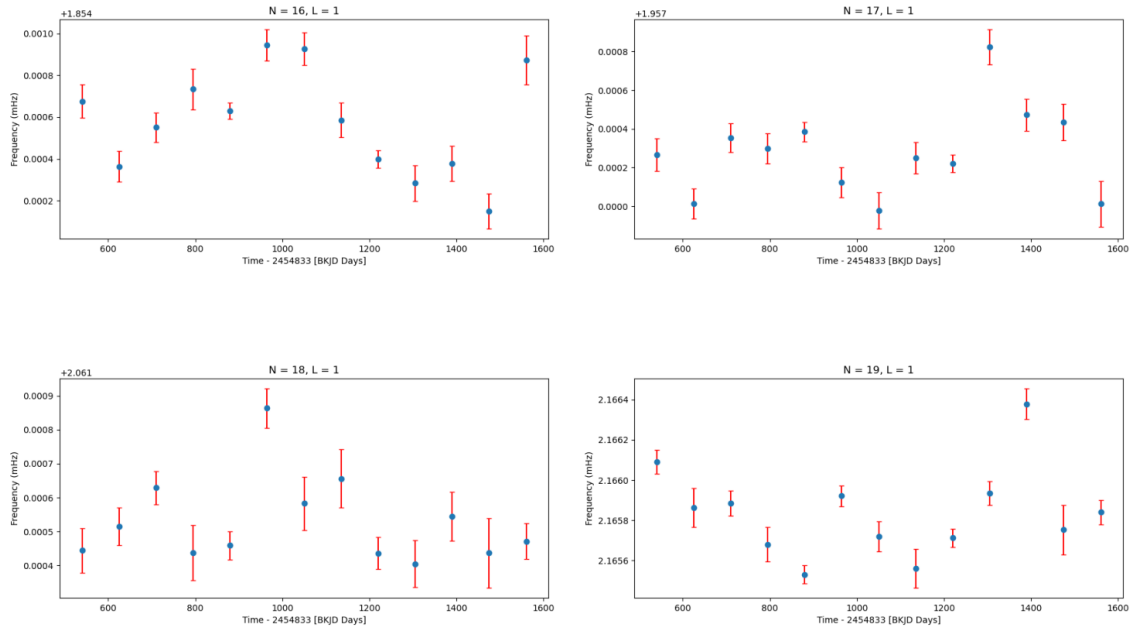 N = 16, L = 1
+1.854
0.0010
0.0008
0.0006
0.0004
0.0002
Frequency (mHz)
600 800 1000 1200 1400 1600
Time - 2454833 [BKJD Days]
N = 17, L = 1
+1.957
0.0008
0.0006
0.0004
0.0002
0.0000
Frequency (mHz)
600 800 1000 1200 1400 1600
Time - 2454833 [BKJD Days]
N = 18, L = 1
+2.061
0.0009
0.0008
0.0007
0.0006
0.0005
0.0004
Frequency (mHz)
600 800 1000 1200 1400 1600
Time - 2454833 [BKJD Days]
N = 19, L = 1
2.1664
2.1662
2.1660
2.1658
2.1656
Frequency (mHz)
600 800 1000 1200 1400 1600
Time - 2454833 [BKJD Days]